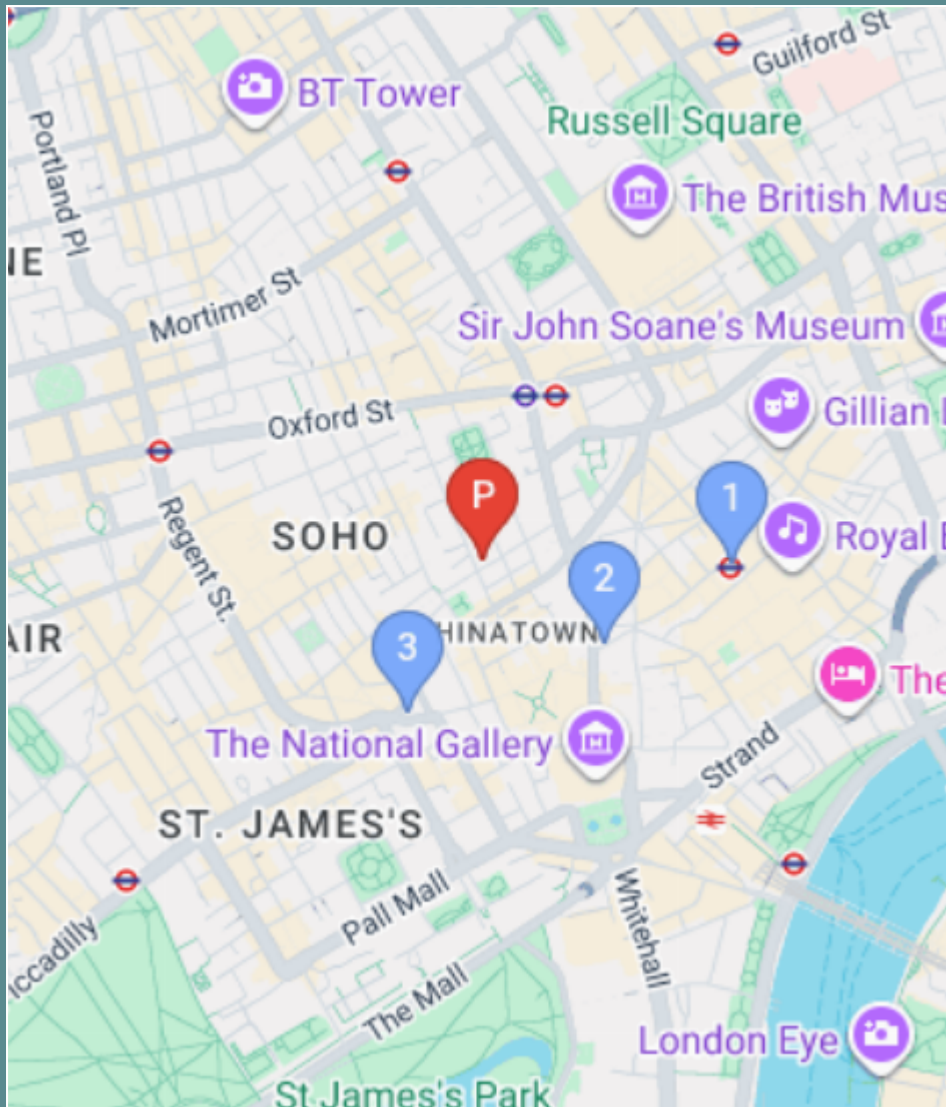 Guilford St
BT Tower
Russell Square
Portland Pl
The British Mus
NE
Mortimer St
Sir John Soane's Museum
Gillian
Oxford St
P
1
Regent St.
SOHO
Royal
2
AIR
3
HINATOWN
The
The National Gallery
Strand
ST. JAMES'S
Pall Mall
Whitehall
iccadilly
The Mall
London Eye
St James's Park